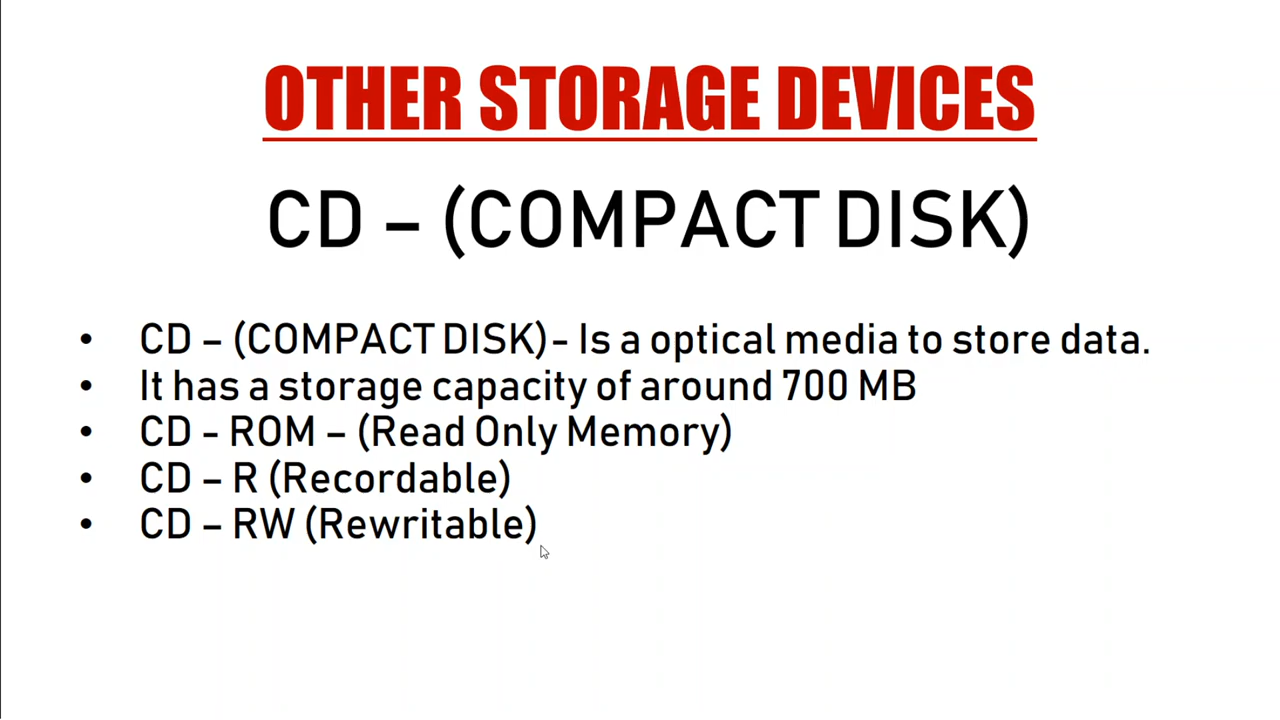 OTHER STORAGE DEVICES
CD – (COMPACT DISK)
• CD – (COMPACT DISK)- Is a optical media to store data.
• It has a storage capacity of around 700 MB
• CD - ROM – (Read Only Memory)
• CD – R (Recordable)
• CD – RW (Rewritable)